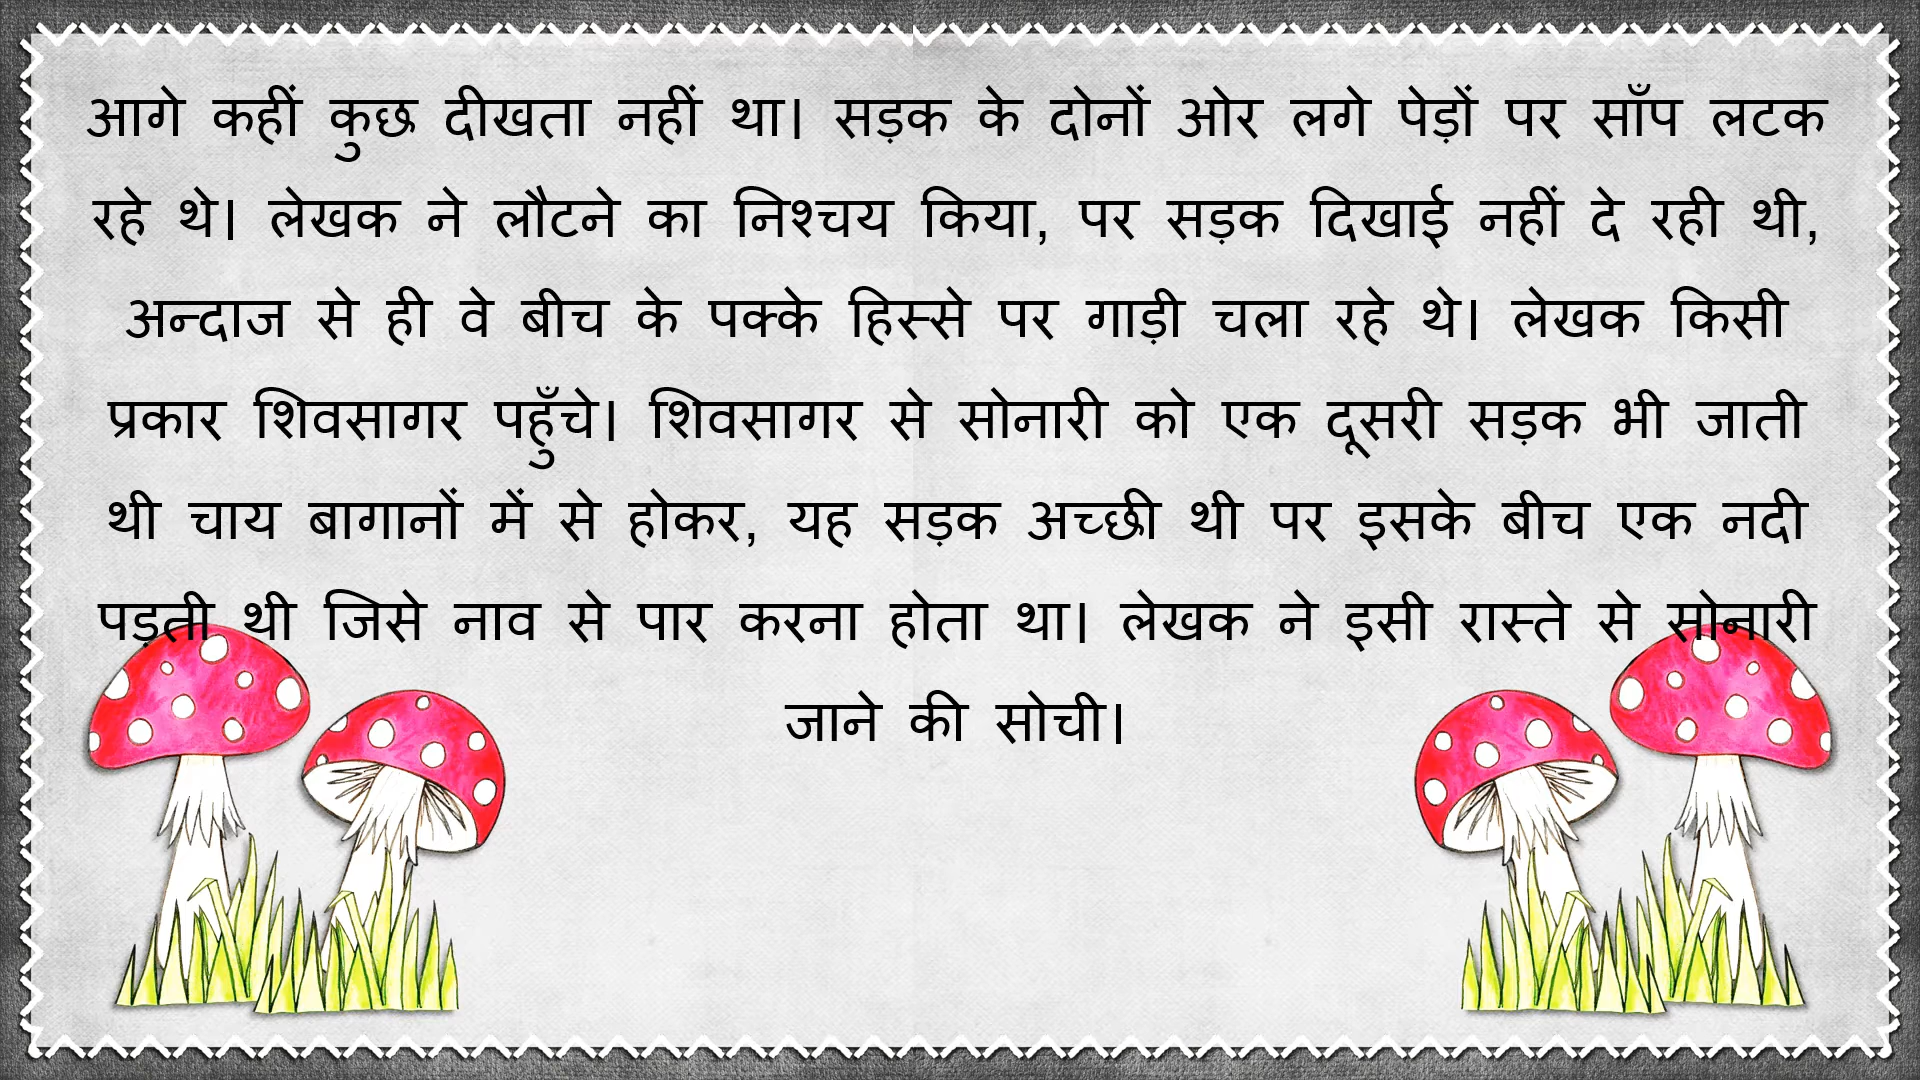 आगे कहीं कुछ दीखता नहीं था। सड़क के दोनों ओर लगे पेड़ों पर साँप लटक
रहे थे। लेखक ने लौटने का निश्चय किया, पर सड़क दिखाई नहीं दे रही थी,
अन्दाज से ही वे बीच के पक्के हिस्से पर गाड़ी चला रहे थे। लेखक किसी
प्रकार शिवसागर पहुँचे। शिवसागर से सोनारी को एक दूसरी सड़क भी जाती
थी चाय बागानों में से होकर, यह सड़क अच्छी थी पर इसके बीच एक नदी
पड़ती थी जिसे नाव से पार करना होता था। लेखक ने इसी रास्ते से सोनारी
जाने की सोची।